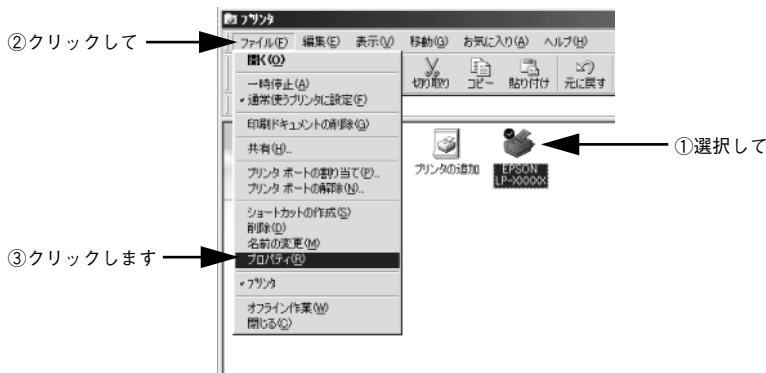 プリンタ
②クリックして
ファイル(F) 編集(E) 表示(V) 移動(G) お気に入り(A) ヘルプ(H)
開く(O)
一時停止(A)
通常使うプリンタに設定(F)
印刷ドキュメントの削除(G)
共有(H)...
プリンタ ポートの割り当て(P)...
プリンタ ポートの解除(N)...
ショートカットの作成(S)
削除(D)
名前の変更(M)
③クリックします
プロパティ(R)
プリンタ
オフライン作業(W)
閉じる(C)
切り取り コピー 貼り付け 元に戻す
プリンタの追加
EPSON
LP-XXXXX
①選択して